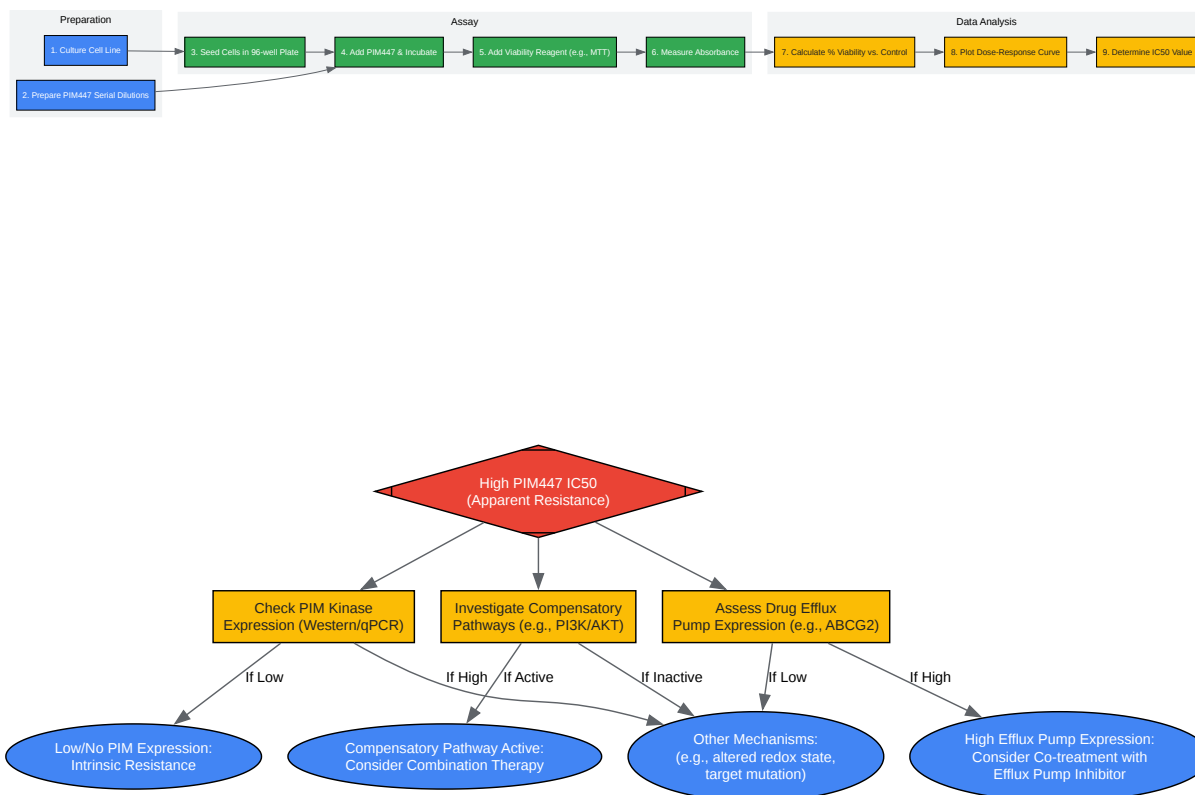 Preparation
Assay
Data Analysis
1. Culture Cell Line
2. Prepare PIM447 Serial Dilutions
3. Seed Cells in 96-well Plate
4. Add PIM447 & Incubate
5. Add Viability Reagent (e.g., MTT)
6. Measure Absorbance
7. Calculate % Viability vs. Control
8. Plot Dose-Response Curve
9. Determine IC50 Value
High PIM447 IC50
(Apparent Resistance)
Check PIM Kinase
Expression (Western/qPCR)
Investigate Compensatory
Pathways (e.g., PI3K/AKT)
Assess Drug Efflux
Pump Expression (e.g., ABCG2)
If Low
If High
If Active
If Inactive
If Low
If High
Low/No PIM Expression:
Intrinsic Resistance
Compensatory Pathway Active:
Consider Combination Therapy
Other Mechanisms:
(e.g., altered redox state,
target mutation)
High Efflux Pump Expression:
Consider Co-treatment with
Efflux Pump Inhibitor